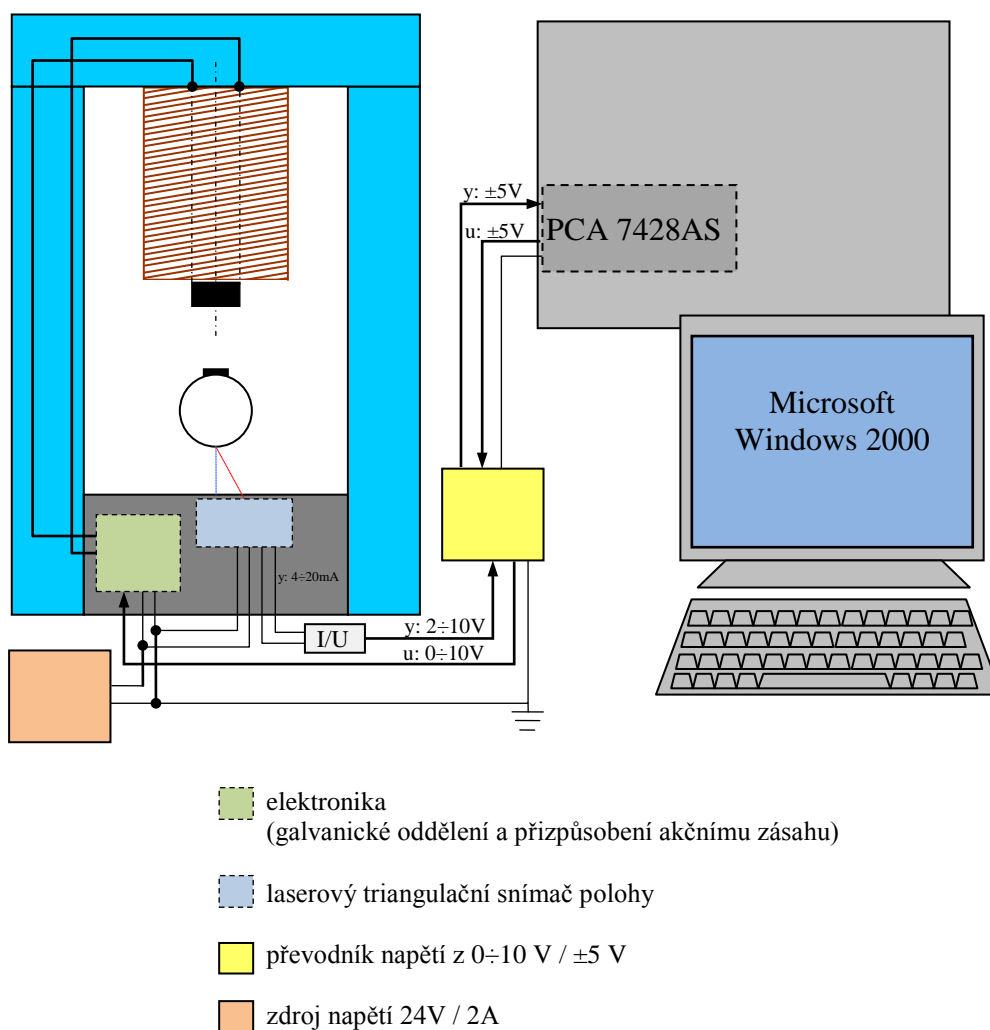 y: ±5V
u: ±5V
PCA 7428AS
Microsoft
Windows 2000
y: 4÷20mA
I/U
y: 2÷10V
u: 0÷10V
elektronika
(galvanické oddělení a přizpůsobení akčnímu zásahu)
laserový triangulační snímač polohy
převodník napětí z 0÷10 V / ±5 V
zdroj napětí 24V / 2A